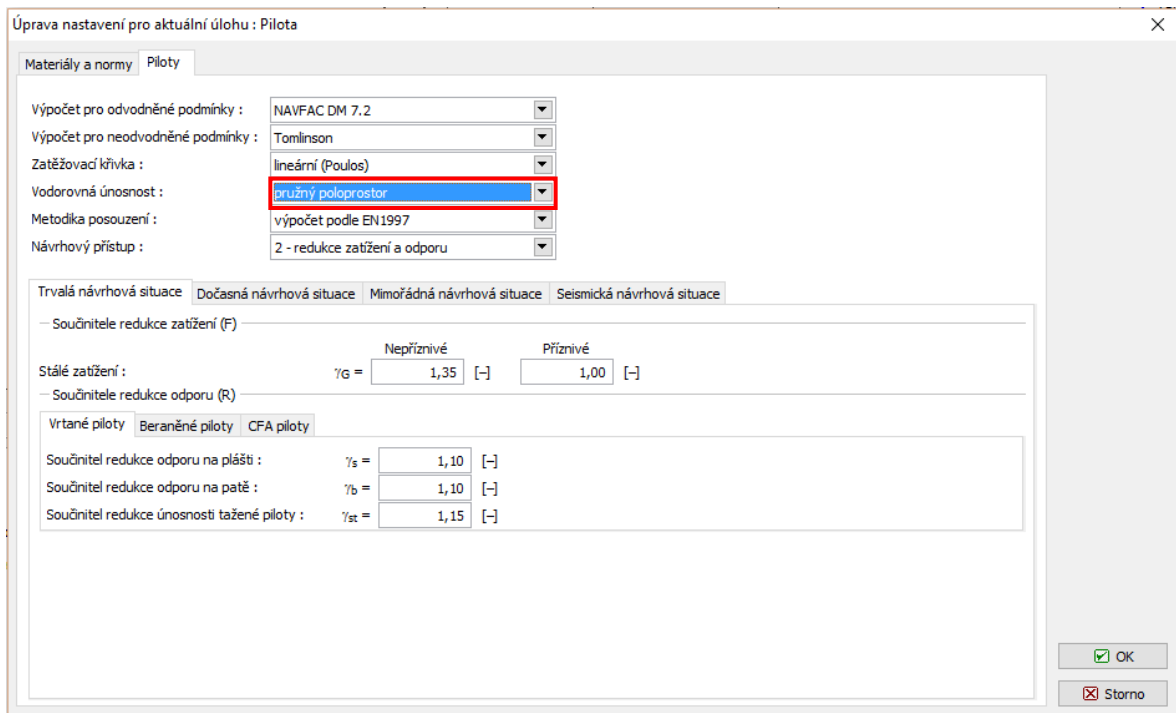 Úprava nastavení pro aktuální úlohu : Pilota
Materiály a normy Piloty
Výpočet pro odvodněné podmínky : NAVFAC DM 7.2
Výpočet pro neodvodněné podmínky : Tomlinson
Zatěžovací křivka : lineární (Poulos)
Vodorovná únosnost : pružný poloprostor
Metodika posouzení : výpočet podle EN1997
Návrhový přístup : 2 - redukce zatížení a odporu
Trvalá návrhová situace Dočasná návrhová situace Mimořádná návrhová situace Seismická návrhová situace
Součinitele redukce zatížení (F)
Nepříznivé Příznivé
Stálé zatížení : γG = 1,35 [–] 1,00 [–]
Součinitele redukce odporu (R)
Vrtané piloty Beraněné piloty CFA piloty
Součinitel redukce odporu na plášti : γs = 1,10 [–]
Součinitel redukce odporu na patě : γb = 1,10 [–]
Součinitel redukce únosnosti tažené piloty : γst = 1,15 [–]
OK
Storno